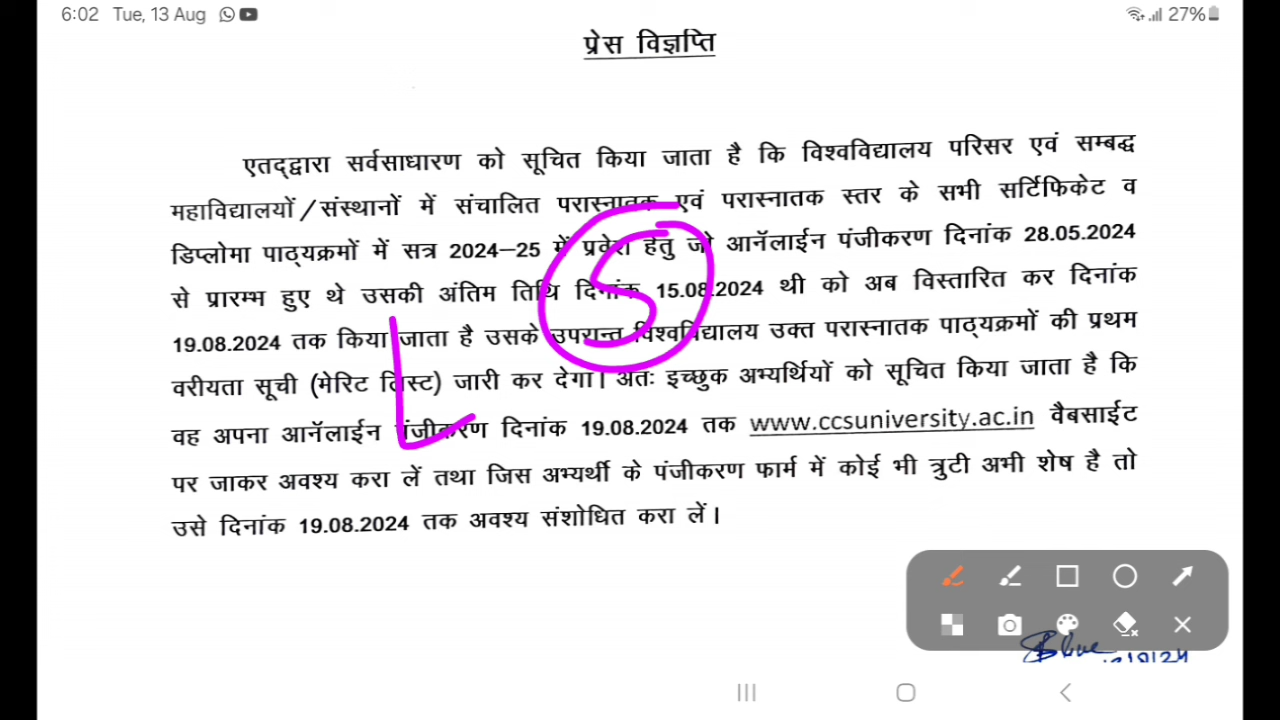 6:02 Tue, 13 Aug
27%
प्रेस विज्ञप्ति
एतद्द्वारा सर्वसाधारण को सूचित किया जाता है कि विश्वविद्यालय परिसर एवं सम्बद्ध
महाविद्यालयों/संस्थानों में संचालित परास्नातक एवं परास्नातक स्तर के सभी सर्टिफिकेट व
डिप्लोमा पाठ्यक्रमों में सत्र 2024–25 में प्रवेश हेतु जो आनॅलाईन पंजीकरण दिनांक 28.05.2024
से प्रारम्भ हुए थे उसकी अंतिम तिथि दिनांक 15.08.2024 थी को अब विस्तारित कर दिनांक
19.08.2024 तक किया जाता है उसके उपरान्त विश्वविद्यालय उक्त परास्नातक पाठ्यक्रमों की प्रथम
वरीयता सूची (मेरिट लिस्ट) जारी कर देगा। अतः इच्छुक अभ्यर्थियों को सूचित किया जाता है कि
वह अपना आनॅलाईन पंजीकरण दिनांक 19.08.2024 तक www.ccsuniversity.ac.in वैबसाईट
पर जाकर अवश्य करा लें तथा जिस अभ्यर्थी के पंजीकरण फार्म में कोई भी त्रुटी अभी शेष है तो
उसे दिनांक 19.08.2024 तक अवश्य संशोधित करा लें।
S
L